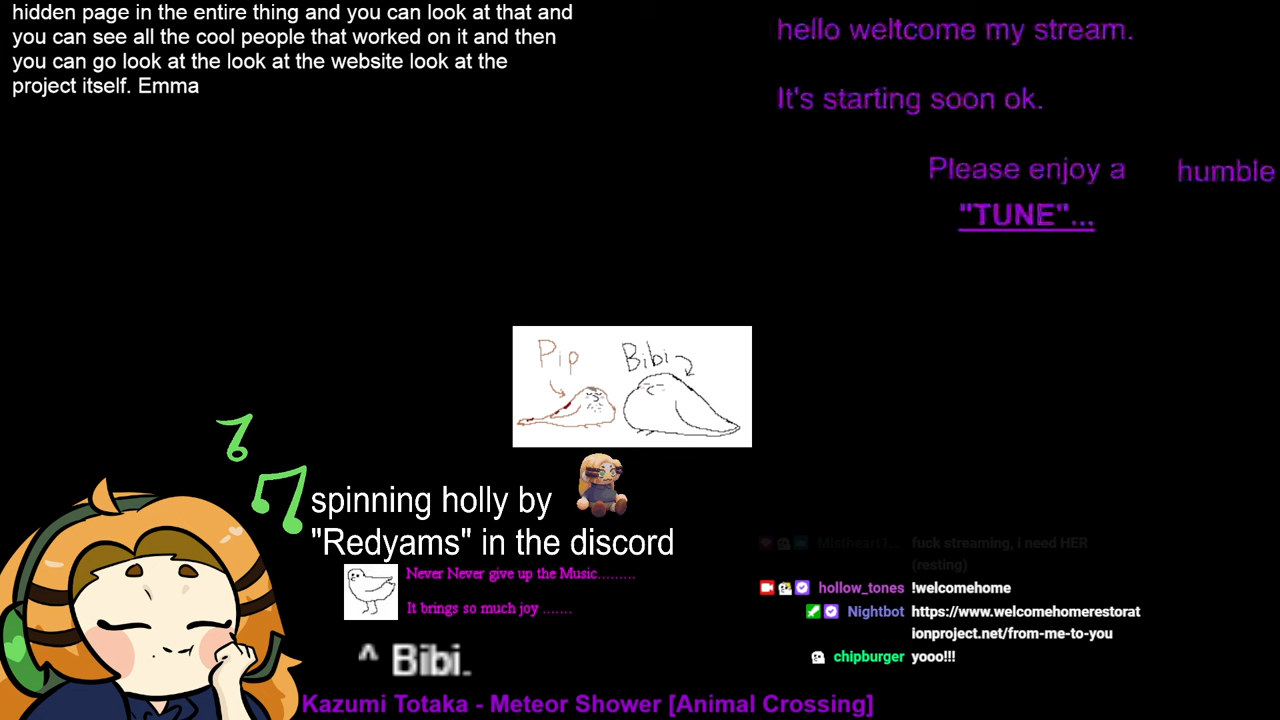 hidden page in the entire thing and you can look at that and
you can see all the cool people that worked on it and then
you can go look at the look at the website look at the
project itself. Emma
hello weltcome my stream.
It's starting soon ok.
Please enjoy a humble
"TUNE"...
Pip
Bibi
spinning holly by
"Redyams" in the discord
Never Never give up the Music.........
It brings so much joy .......
^ Bibi.
Kazumi Totaka - Meteor Shower [Animal Crossing]
fuck streaming, i need HER
(resting)
hollow_tones !welcomehome
Nightbot https://www.welcomehomerestorat
ionproject.net/from-me-to-you
chipburger yooo!!!